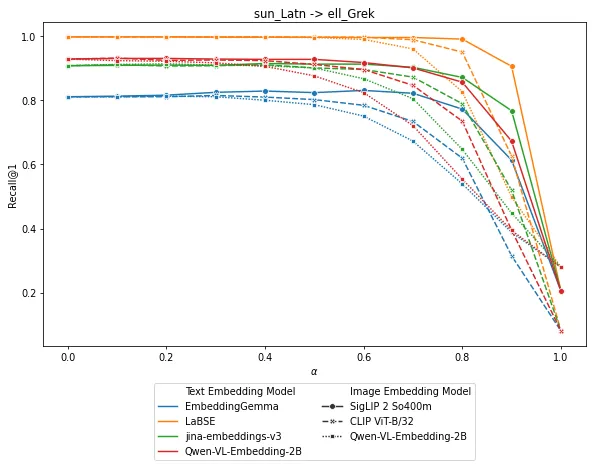 sun_Latn -> ell_Grek
Recall@1
1.0
0.8
0.6
0.4
0.2
0.0 0.2 0.4 0.6 0.8 1.0
α
Text Embedding Model Image Embedding Model
EmbeddingGemma SigLIP 2 So400m
LaBSE CLIP ViT-B/32
jina-embeddings-v3 Qwen-VL-Embedding-2B
Qwen-VL-Embedding-2B